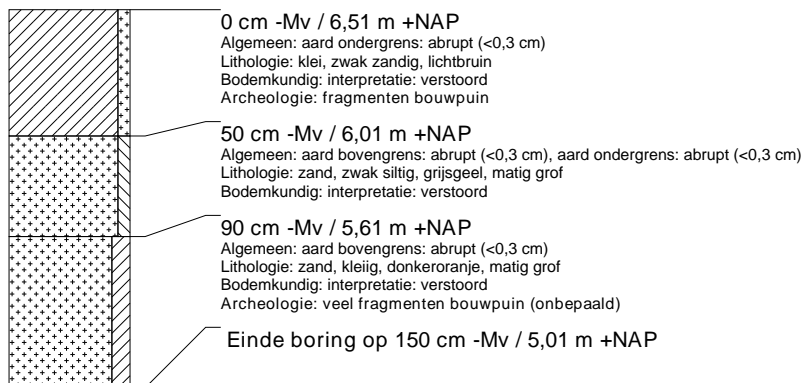 0 cm -Mv / 6,51 m +NAP
Algemeen: aard ondergrens: abrupt (<0,3 cm)
Lithologie: klei, zwak zandig, lichtbruin
Bodemkundig: interpretatie: verstoord
Archeologie: fragmenten bouwpuin
50 cm -Mv / 6,01 m +NAP
Algemeen: aard bovengrens: abrupt (<0,3 cm), aard ondergrens: abrupt (<0,3 cm)
Lithologie: zand, zwak siltig, grijsgeel, matig grof
Bodemkundig: interpretatie: verstoord
90 cm -Mv / 5,61 m +NAP
Algemeen: aard bovengrens: abrupt (<0,3 cm)
Lithologie: zand, kleiig, donkeroranje, matig grof
Bodemkundig: interpretatie: verstoord
Archeologie: veel fragmenten bouwpuin (onbepaald)
Einde boring op 150 cm -Mv / 5,01 m +NAP